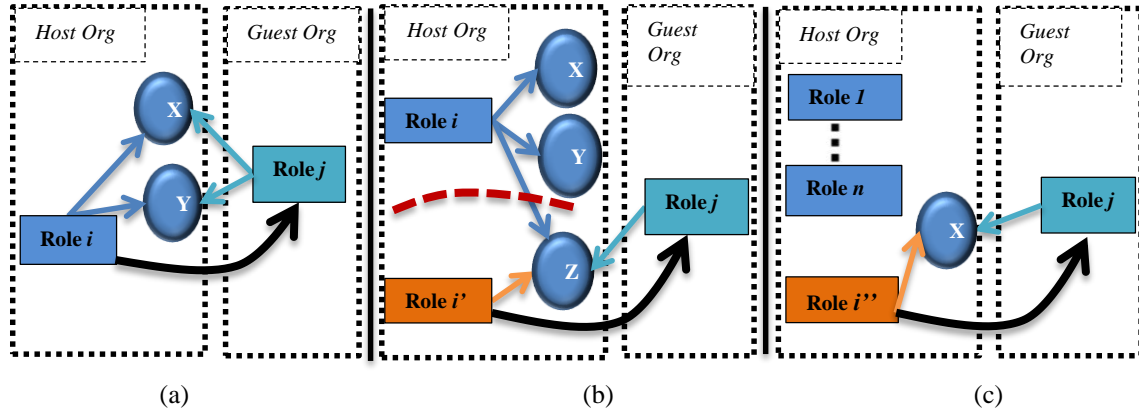 Host Org
Guest Org
X
Y
Role j
Role i
(a)
Host Org
Guest
Org
X
Role i
Y
Role j
Z
Role i’
(b)
Host Org
Guest
Org
Role 1
Role n
Role j
X
Role i’’
(c)